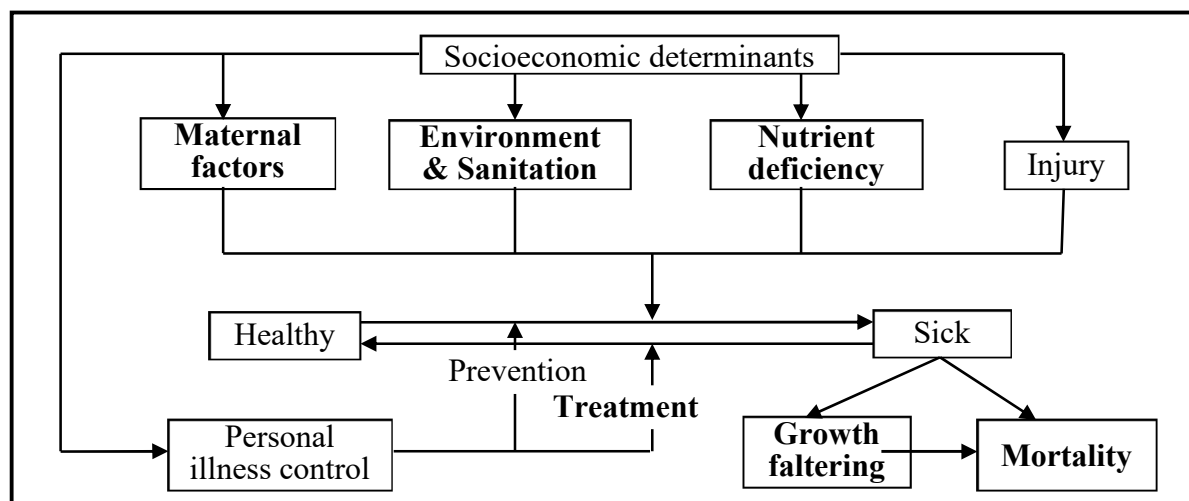 Socioeconomic determinants
Maternal
factors
Environment
& Sanitation
Nutrient
deficiency
Injury
Healthy
Sick
Prevention
Treatment
Personal
illness control
Growth
faltering
Mortality